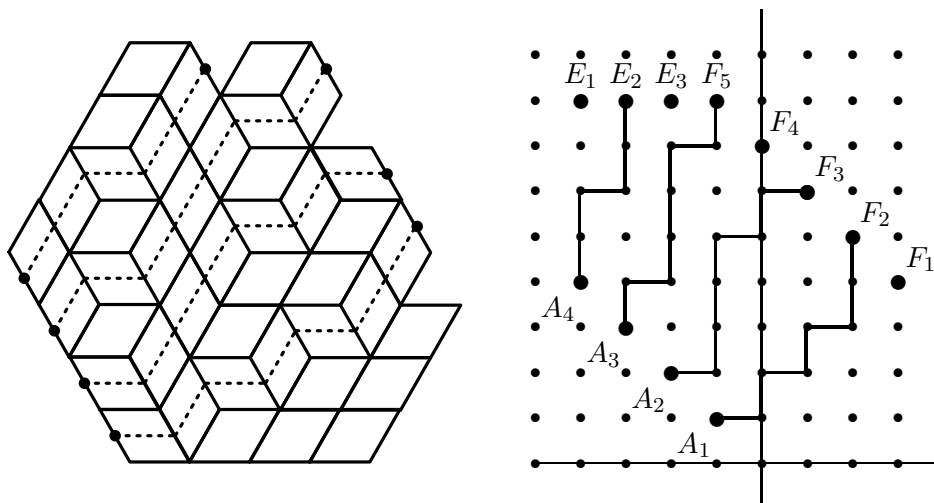 E₁ E₂ E₃ F₅
F₄
F₃
F₂
F₁
A₄
A₃
A₂
A₁